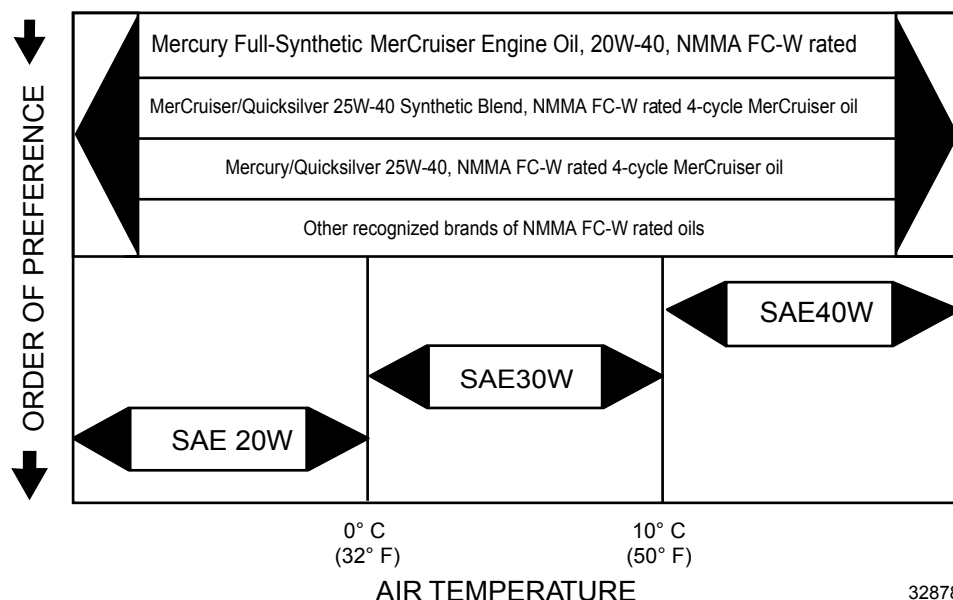 ORDER OF PREFERENCE
Mercury Full-Synthetic MerCruiser Engine Oil, 20W-40, NMMA FC-W rated
MerCruiser/Quicksilver 25W-40 Synthetic Blend, NMMA FC-W rated 4-cycle MerCruiser oil
Mercury/Quicksilver 25W-40, NMMA FC-W rated 4-cycle MerCruiser oil
Other recognized brands of NMMA FC-W rated oils
SAE40W
SAE30W
SAE 20W
0° C
(32° F)
10° C
(50° F)
AIR TEMPERATURE
32878